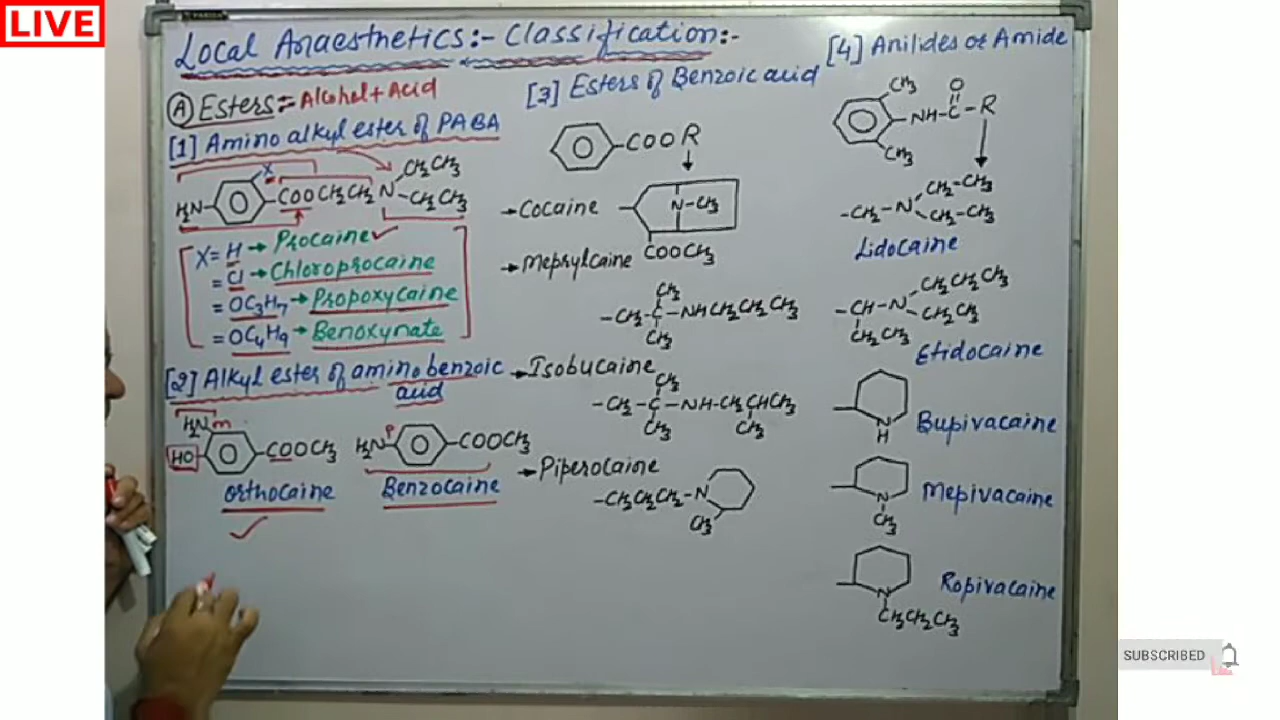 LIVE
Local Anaesthetics:- Classification:-
(A) Esters:- Alcohol + Acid
[1] Amino alkyl ester of PABA
X
H2N
COOCH2CH2 N
CH2CH3
CH2CH3
X = H → Procaine ✓
= Cl → Chloroprocaine
= OC3H7 → Propoxycaine
= OC4H9 → Benoxynate
[2] Alkyl ester of amino benzoic
acid
H2N m
HO
COOCH3
Orthocaine
✓
H2N P
COOCH3
Benzocaine
[3] Esters of Benzoic acid
COOR
→ Cocaine
N-CH3
COOCH3
→ Meprylcaine
CH3
-CH2-C-NHCH2CH2CH3
CH3
→ Isobucaine
CH3
-CH2-C-NH-CH2CHCH3
CH3 CH3
→ Piperocaine
-CH2CH2CH2-N
CH3
[4] Anilides or Amide
CH3 O
NH-C-R
CH3
CH2-CH3
-CH2-N
CH2-CH3
Lidocaine
CH2CH2CH3
-CH-N
CH2CH3
CH2CH3
Etidocaine
N
H
Bupivacaine
N
CH3
Mepivacaine
N
CH2CH2CH3
Ropivacaine
SUBSCRIBED